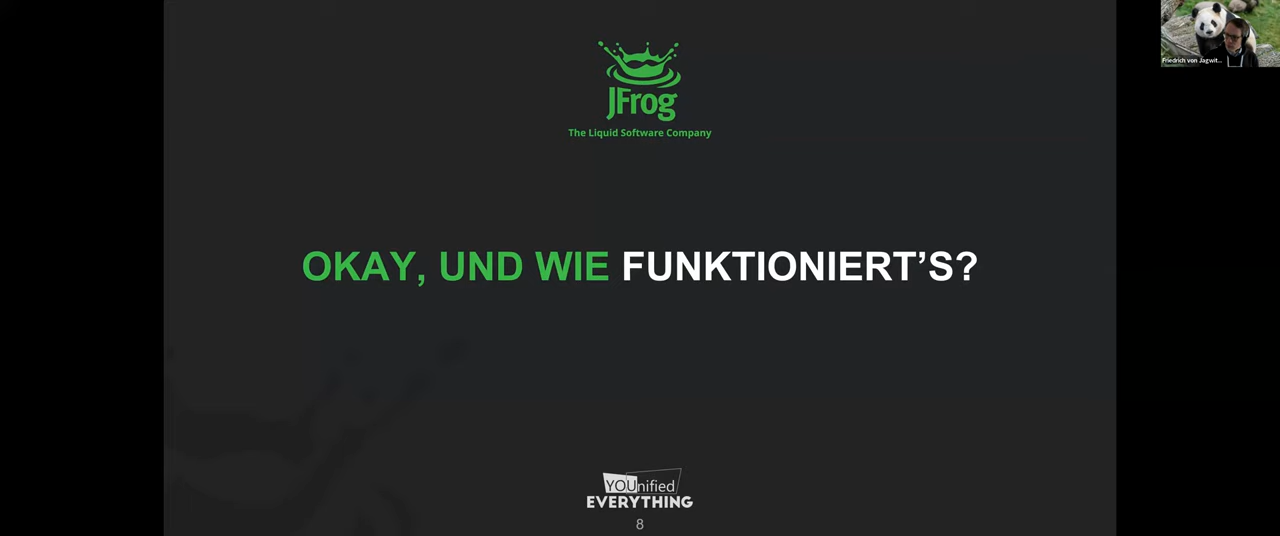 JFrog
The Liquid Software Company
Friedrich von Jagwit...
OKAY, UND WIE FUNKTIONIERT’S?
YOUnified
EVERYTHING
8